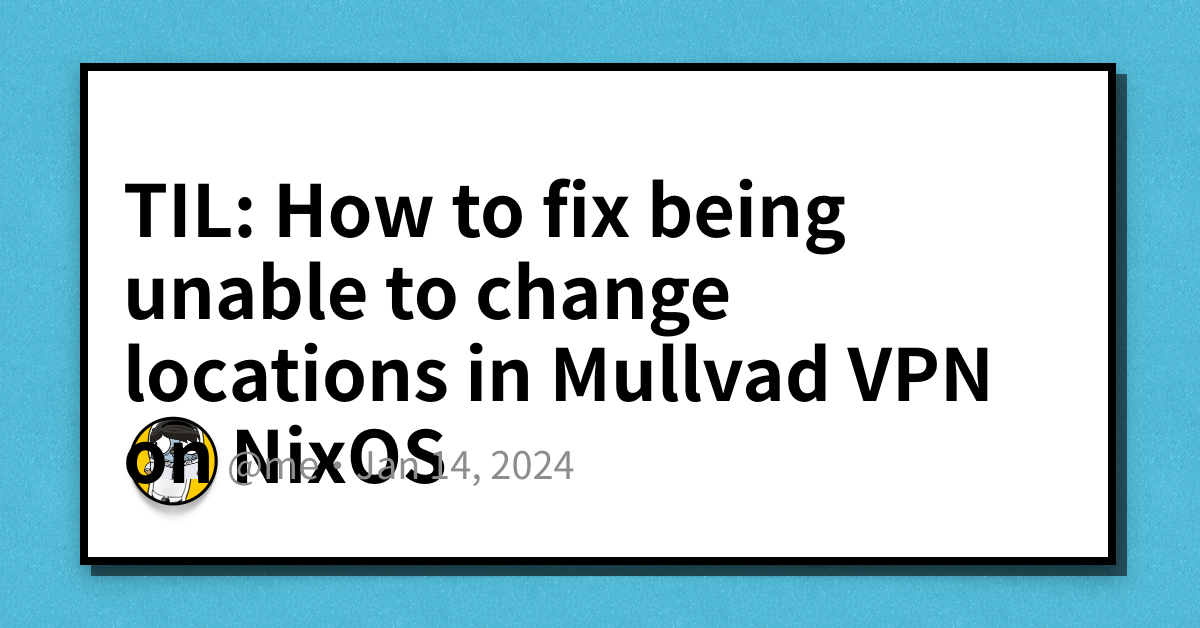 TIL: How to fix being
unable to change
locations in Mullvad VPN
on NixOS
@me • Jan 14, 2024